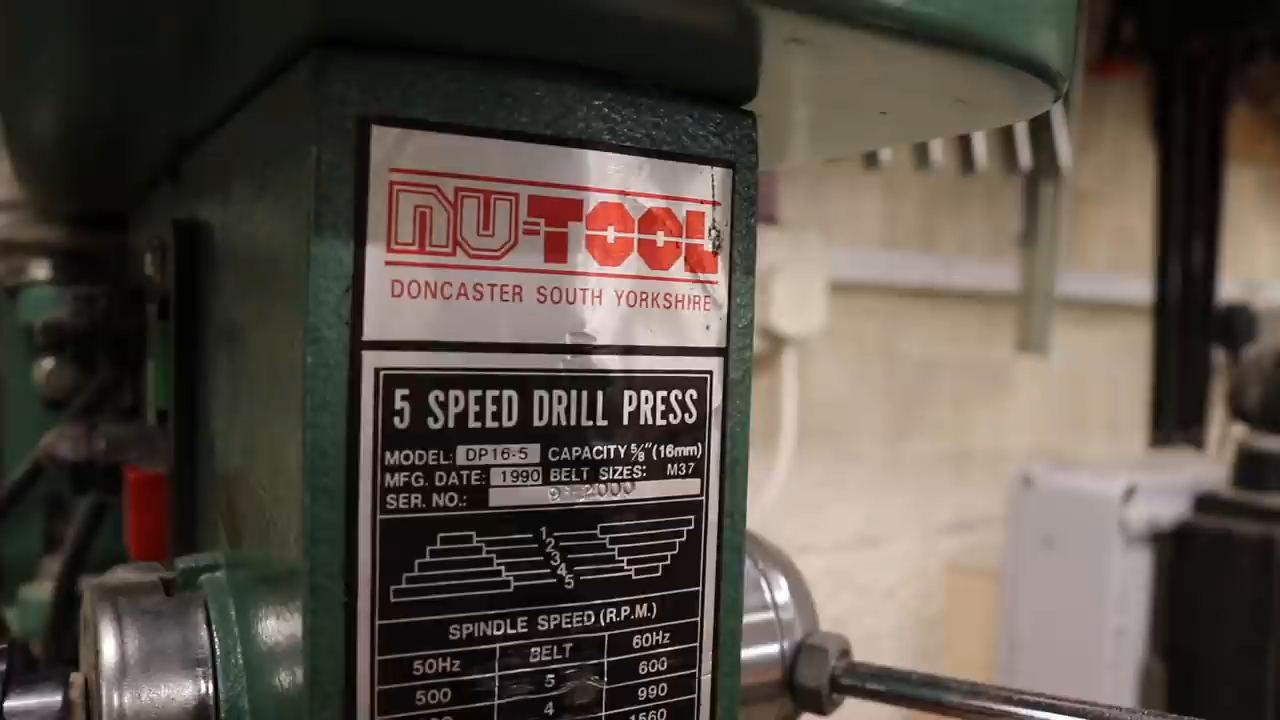 NU-TOOL
DONCASTER SOUTH YORKSHIRE
5 SPEED DRILL PRESS
MODEL: DP16-5 CAPACITY 5/8"(16mm)
MFG. DATE: 1990 BELT SIZES: M37
SER. NO.:
1
2
3
4
5
SPINDLE SPEED (R.P.M.)
50Hz BELT 60Hz
500 5 600
4 990
1560